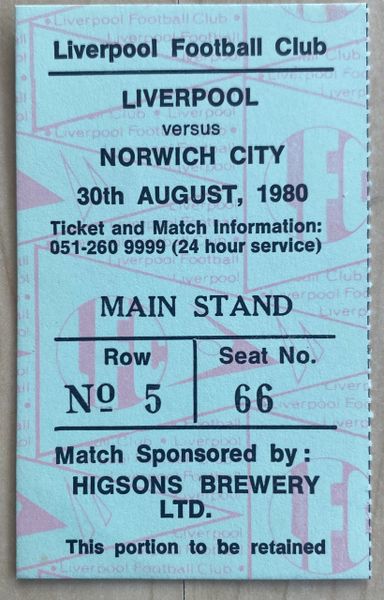 Liverpool Football Club
LIVERPOOL
versus
NORWICH CITY
30th AUGUST, 1980
Ticket and Match Information:
051-260 9999 (24 hour service)
MAIN STAND
Row
Seat No.
Nº 5
66
Match Sponsored by:
HIGSONS BREWERY
LTD.
This portion to be retained